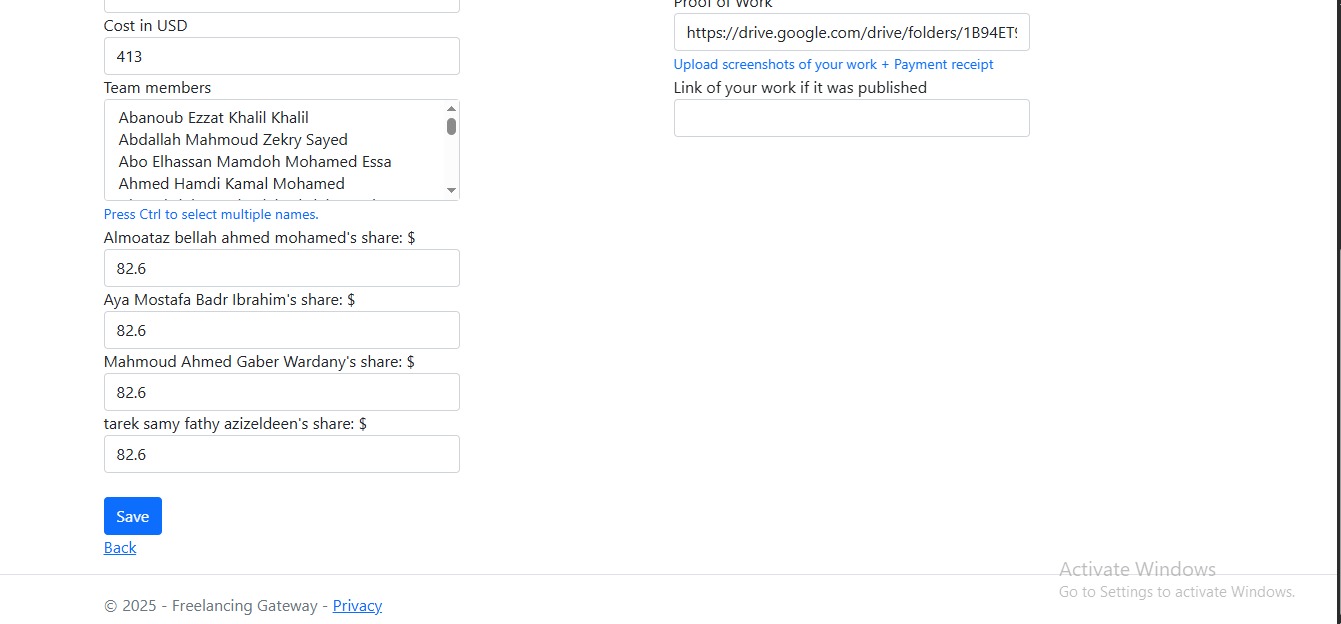 Cost in USD
413
Team members
Abanoub Ezzat Khalil Khalil
Abdallah Mahmoud Zekry Sayed
Abo Elhassan Mamdoh Mohamed Essa
Ahmed Hamdi Kamal Mohamed
Press Ctrl to select multiple names.
Almoataz bellah ahmed mohamed's share: $
82.6
Aya Mostafa Badr Ibrahim's share: $
82.6
Mahmoud Ahmed Gaber Wardany's share: $
82.6
tarek samy fathy azizeldeen's share: $
82.6
Save
Back
Proof of Work
https://drive.google.com/drive/folders/1B94ET
Upload screenshots of your work + Payment receipt
Link of your work if it was published
Activate Windows
Go to Settings to activate Windows.
© 2025 - Freelancing Gateway - Privacy